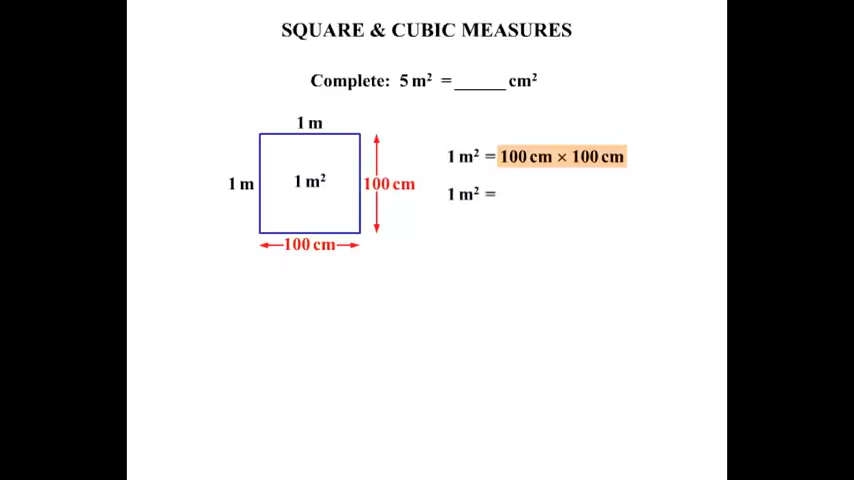 SQUARE & CUBIC MEASURES
Complete: 5 m² = ______ cm²
1 m
1 m² = 100 cm × 100 cm
1 m
1 m²
100 cm
1 m² =
100 cm